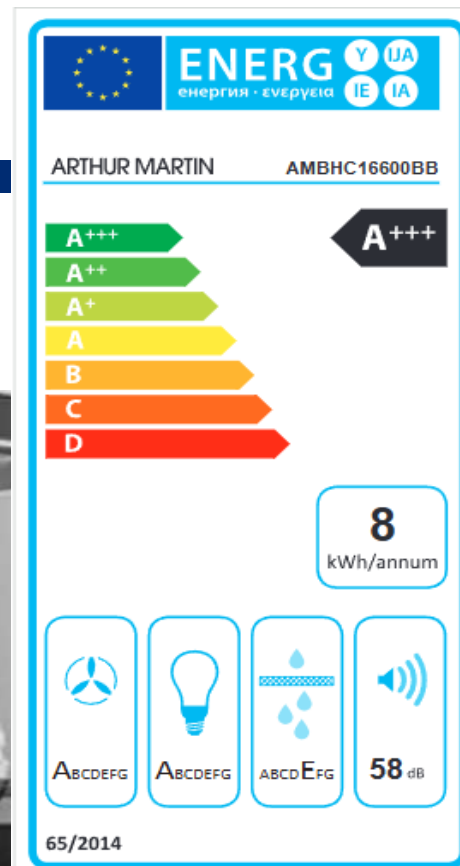 ENERG Y IJA
енергия · ενεργεια IE IA
ARTHUR MARTIN AMBHC16600BB
A+++ A+++
A++
A+
A
B
C
D
8
kWh/annum
ABCDEFG ABCDEFG ABCDEFG 58 dB
65/2014